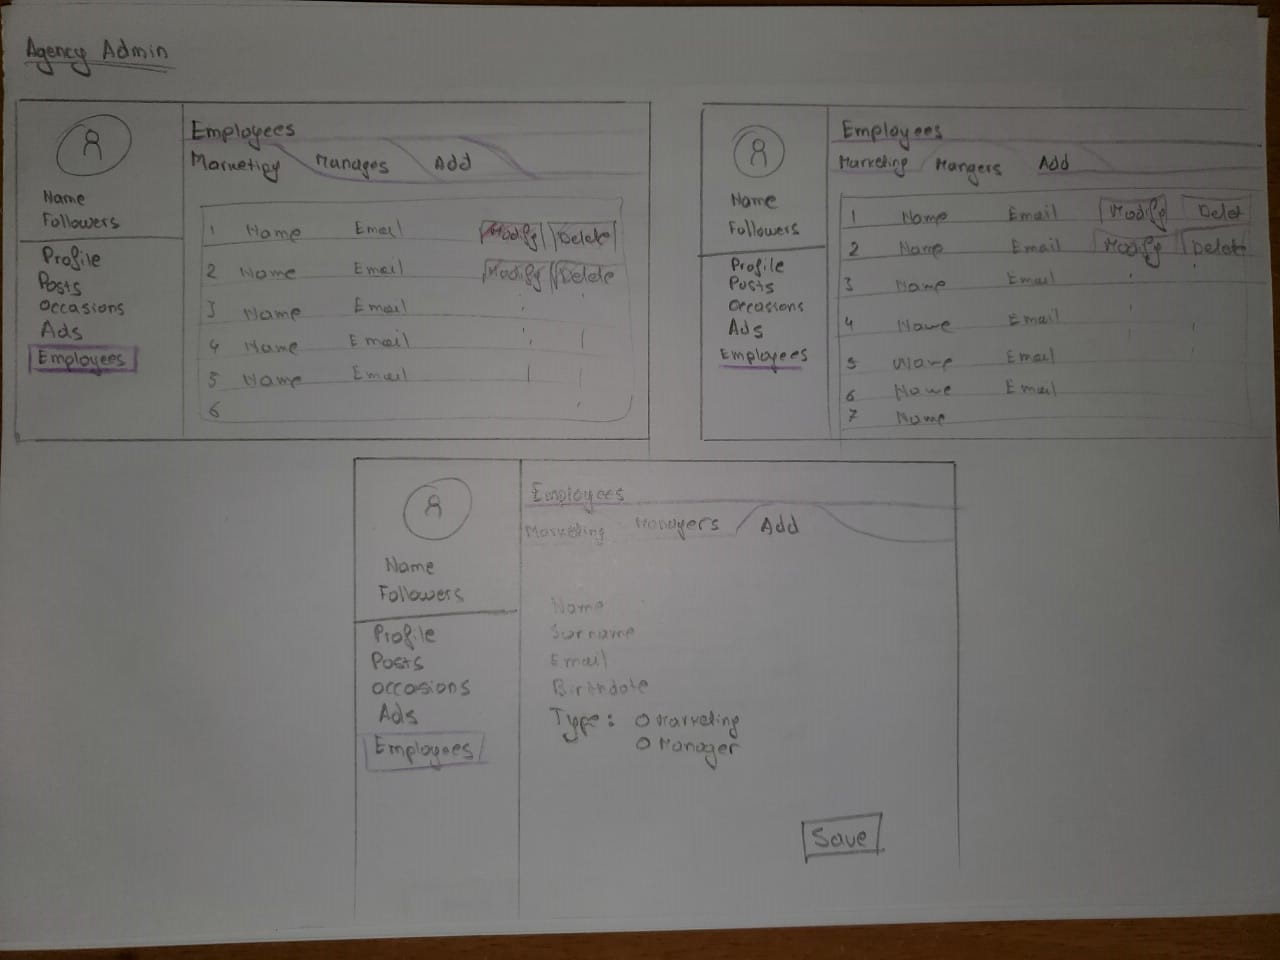 Agency Admin
Name
Followers
Profile
Posts
Occasions
Ads
Employees
Employees
Marketing Manages Add
1 Name Email Modify Delete
2 Name Email Modify Delete
3 Name Email
4 Name Email
5 Name Email
6
Name
Followers
Profile
Posts
Occasions
Ads
Employees
Employees
Marketing Mangers Add
1 Name Email Modify Delet
2 Name Email Modify Delete
3 Name Email
4 Name Email
5 Name Email
6 Name Email
7 Name
Name
Followers
Profile
Posts
Occasions
Ads
Employees
Employees
Marketing Managers Add
Name
Surname
Email
Birthdate
Type: O Marketing
O Manager
Save